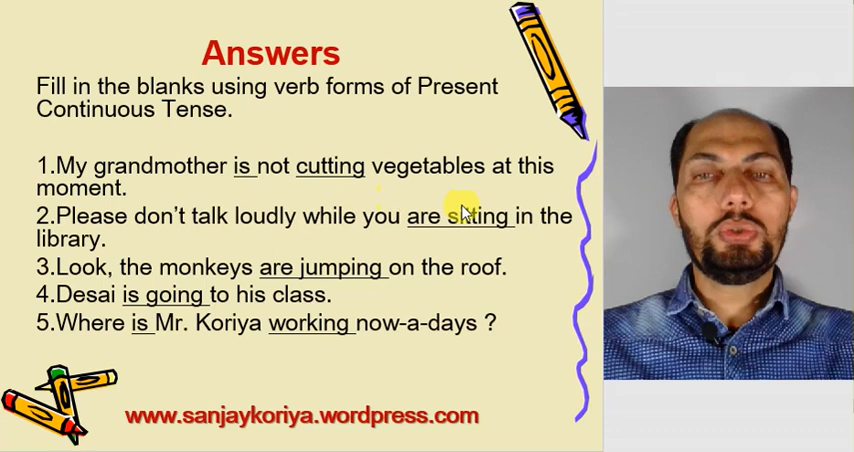 Answers
Fill in the blanks using verb forms of Present
Continuous Tense.
1.My grandmother is not cutting vegetables at this
moment.
2.Please don't talk loudly while you are sitting in the
library.
3.Look, the monkeys are jumping on the roof.
4.Desai is going to his class.
5.Where is Mr. Koriya working now-a-days ?
www.sanjaykoriya.wordpress.com